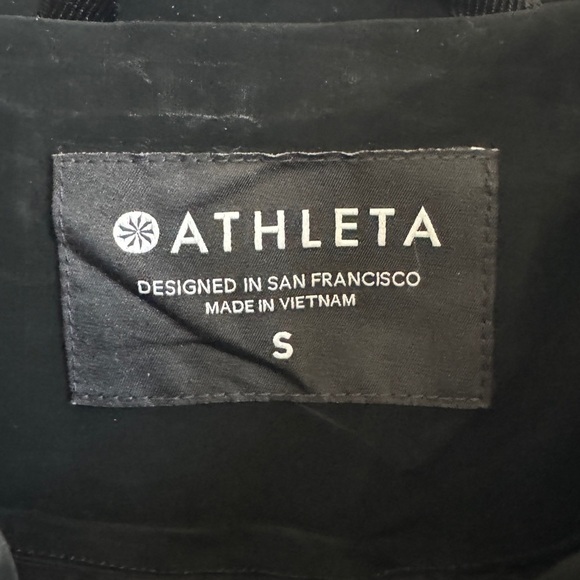 ATHLETA
DESIGNED IN SAN FRANCISCO
MADE IN VIETNAM
S